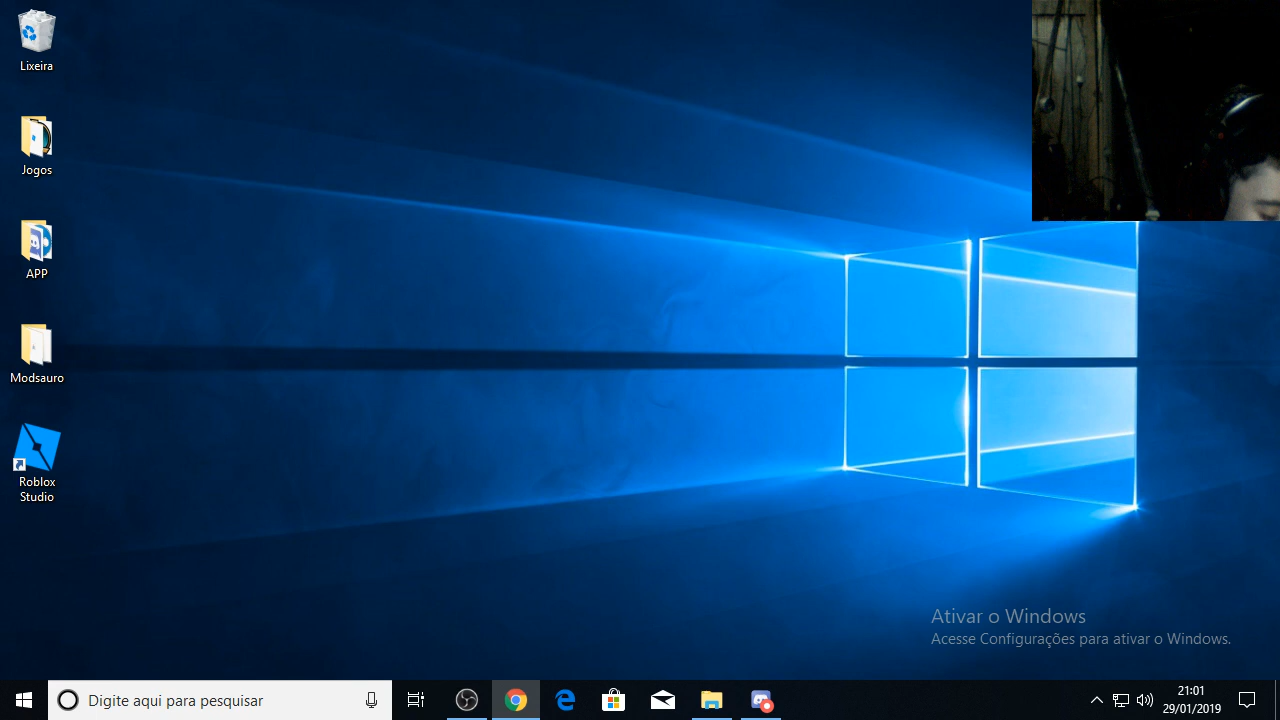 Lixeira
Jogos
APP
Modsauro
Roblox
Studio
Ativar o Windows
Acesse Configurações para ativar o Windows.
Digite aqui para pesquisar
21:01
29/01/2019